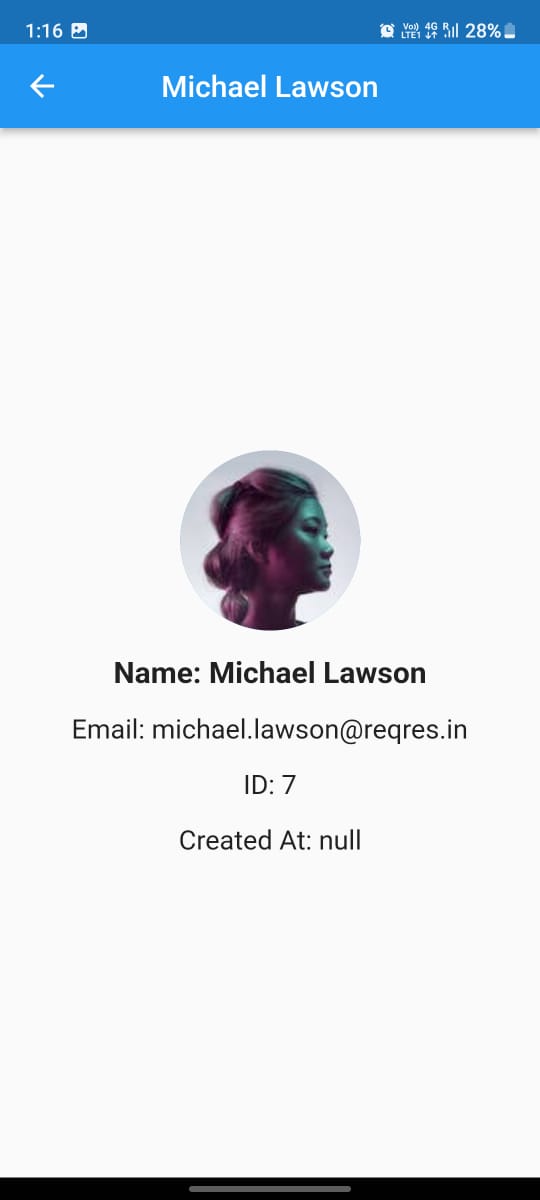 1:16 Vo)) LTE1 4G R 28%
Michael Lawson
Name: Michael Lawson
Email: michael.lawson@reqres.in
ID: 7
Created At: null